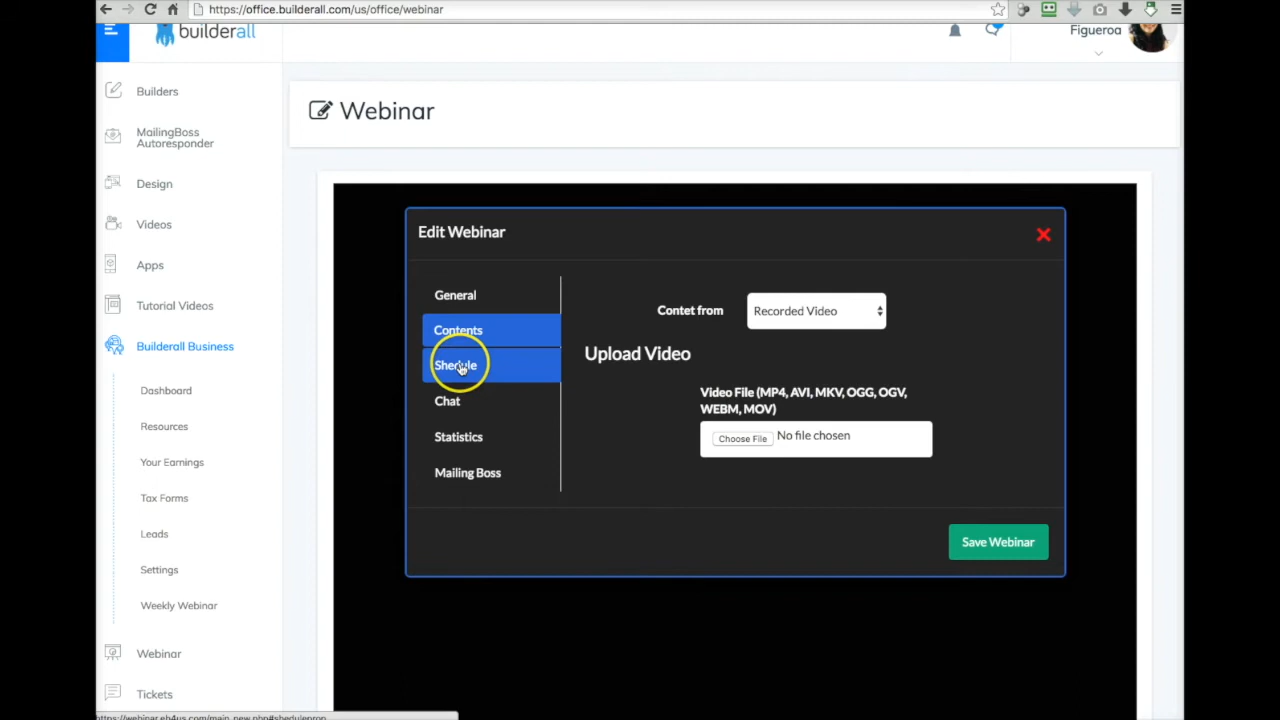 https://office.builderall.com/us/office/webinar
builderall
Figueroa
Builders
MailingBoss
Autoresponder
Design
Videos
Apps
Tutorial Videos
Builderall Business
Dashboard
Resources
Your Earnings
Tax Forms
Leads
Settings
Weekly Webinar
Webinar
Tickets
Webinar
Edit Webinar
General
Contents
Shedule
Chat
Statistics
Mailing Boss
Contet from
Recorded Video
Upload Video
Video File (MP4, AVI, MKV, OGG, OGV,
WEBM, MOV)
Choose File No file chosen
Save Webinar